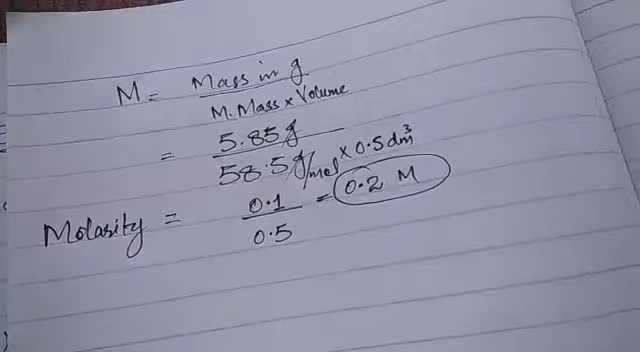 M = Mass in g
M. Mass × Volume
= 5.85 g
58.5 g/mol × 0.5 dm³
Molarity = 0.1 = 0.2 M
0.5